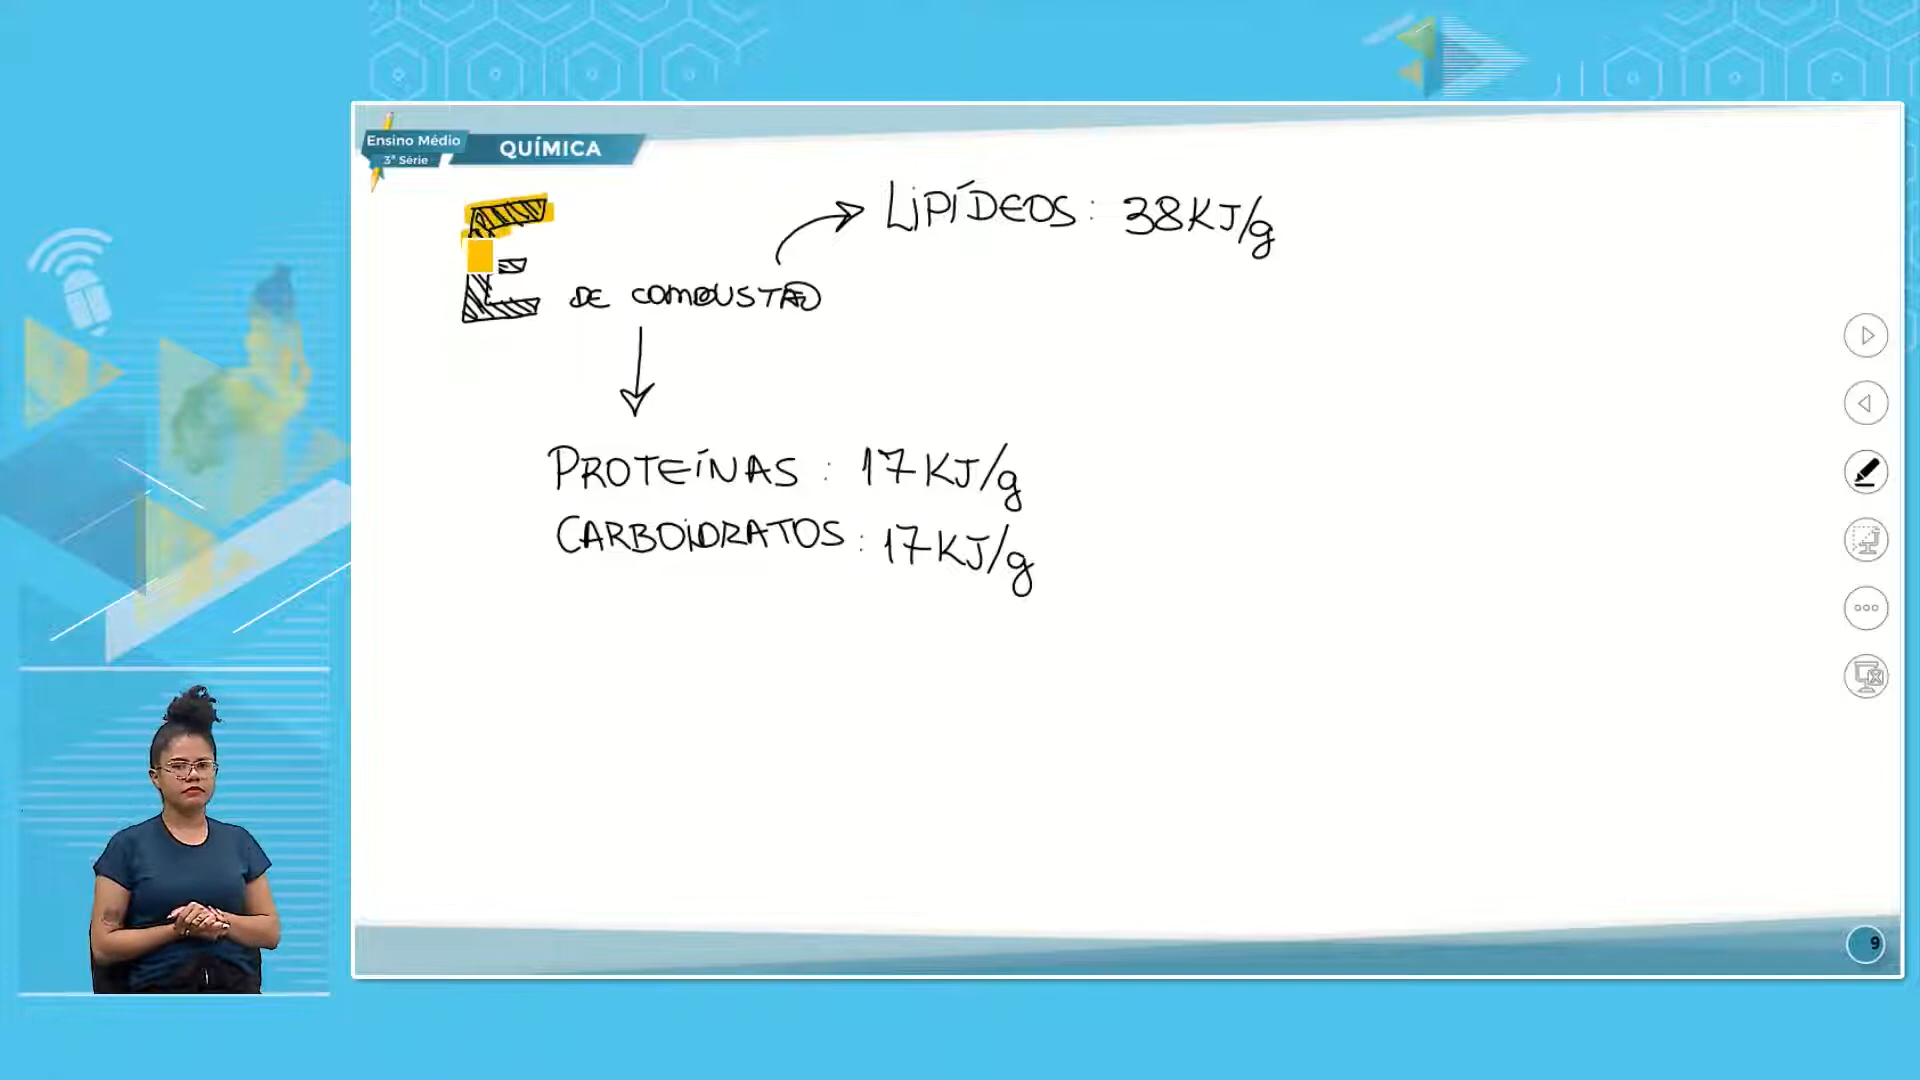 Ensino Médio
3ª Série
QUÍMICA
LIPÍDEOS: 38KJ/g
E DE COMBUSTÃO
PROTEÍNAS: 17KJ/g
CARBOIDRATOS: 17KJ/g
9